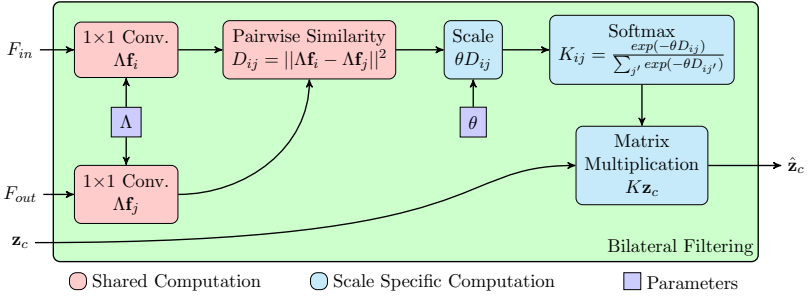 F_in
1×1 Conv.
Λf_i
Pairwise Similarity
D_ij = ||Λf_i − Λf_j||²
Scale
θD_ij
Softmax
K_ij = exp(−θD_ij) / ∑_j′ exp(−θD_ij′)
Λ
θ
F_out
1×1 Conv.
Λf_j
Matrix
Multiplication
Kz_c
ẑ_c
z_c
Bilateral Filtering
Shared Computation
Scale Specific Computation
Parameters